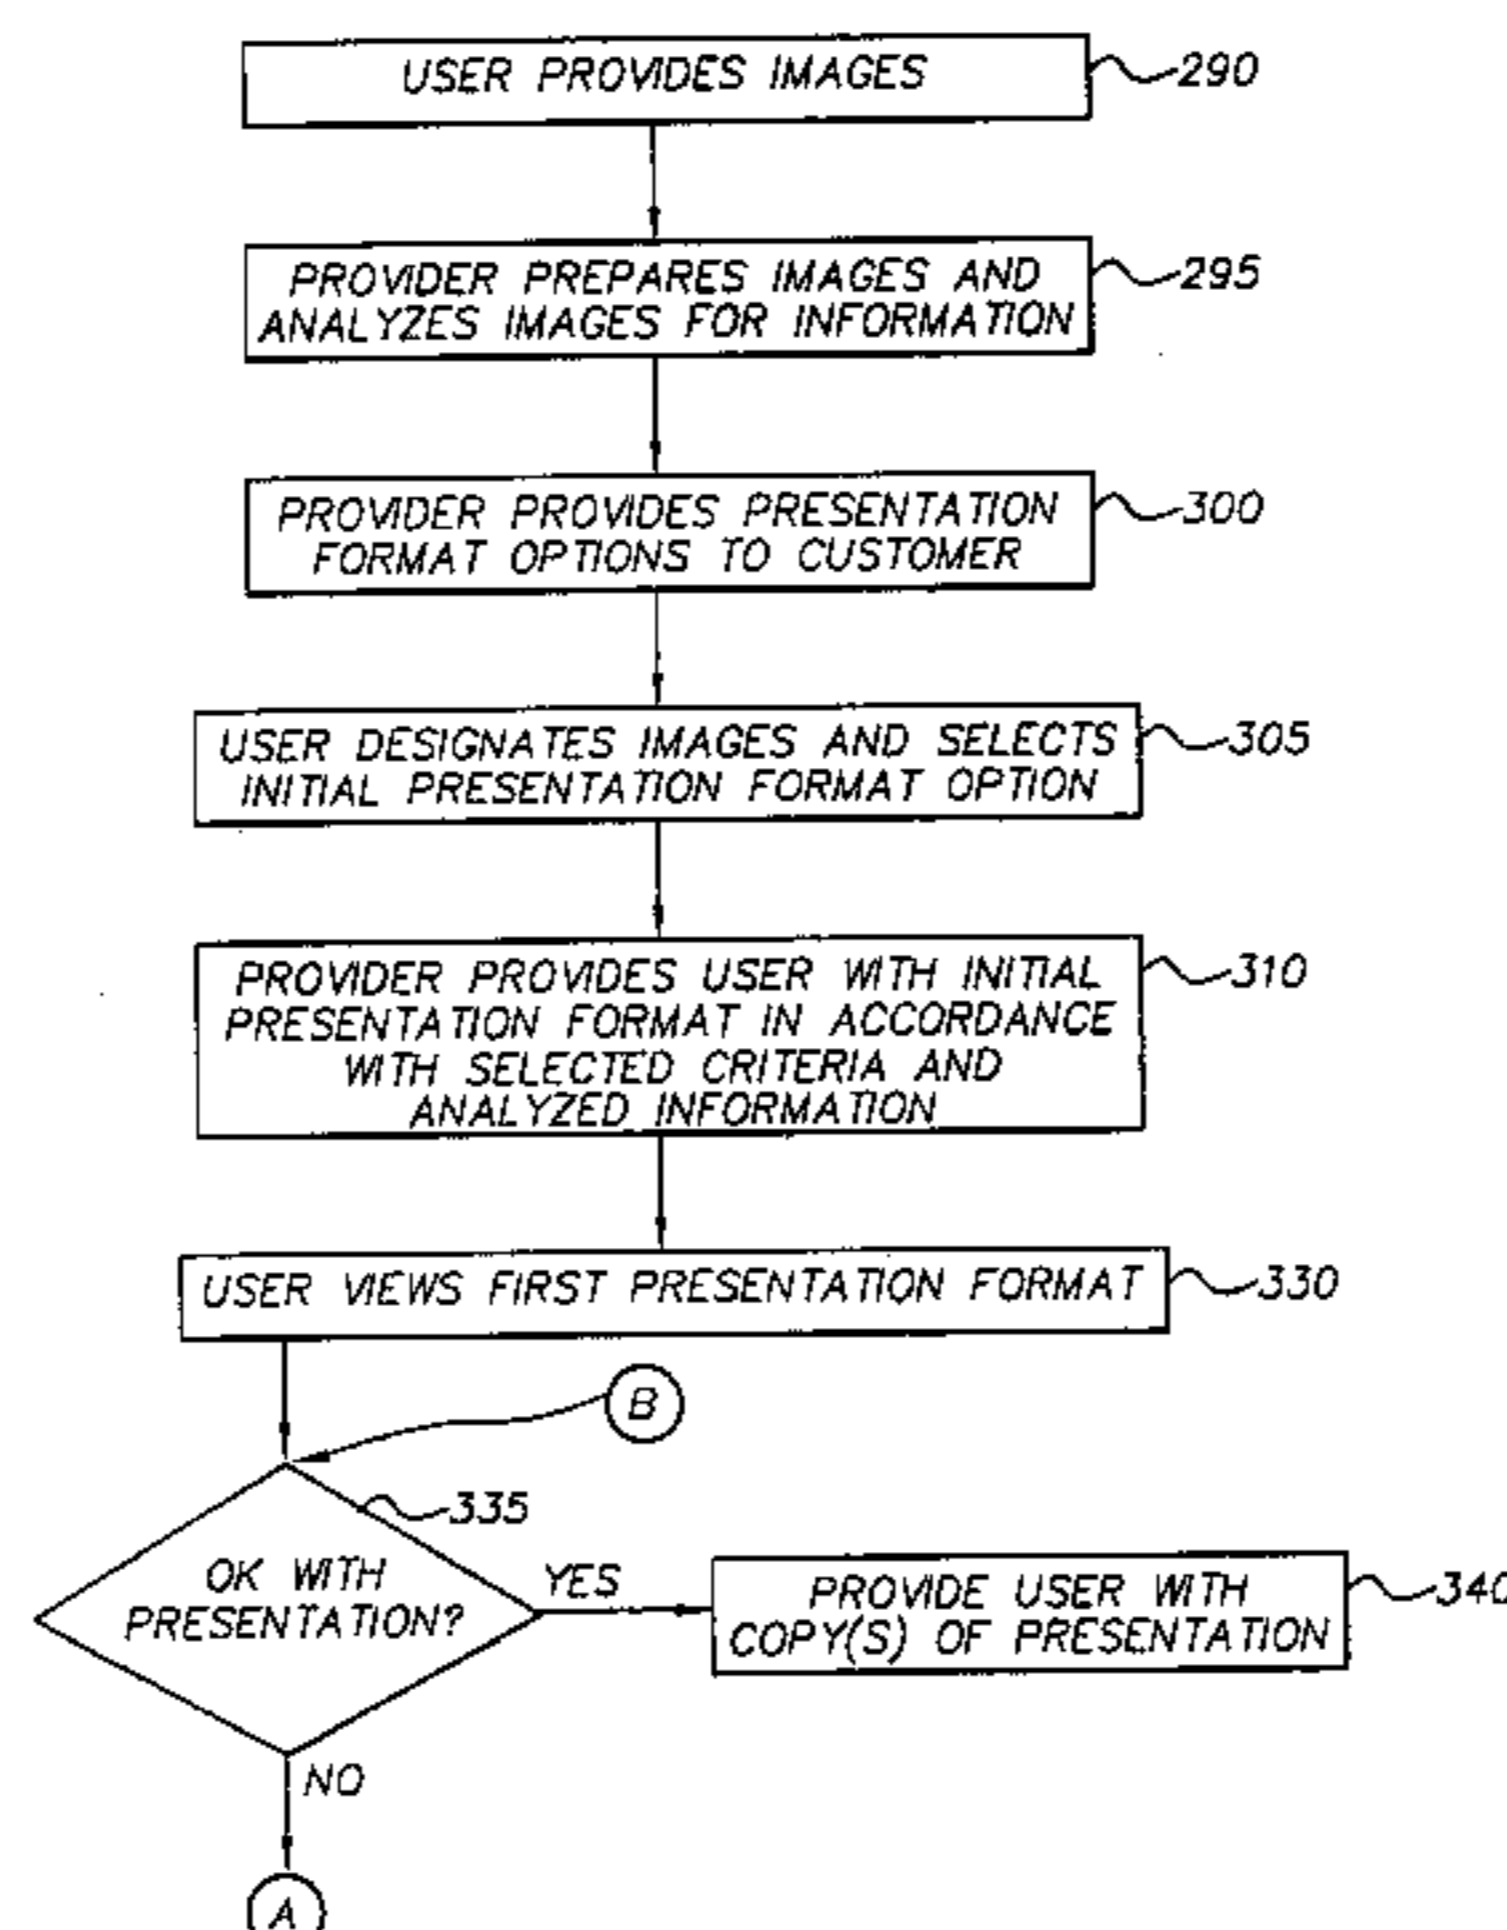 USER PROVIDES IMAGES
290
PROVIDER PREPARES IMAGES AND
ANALYZES IMAGES FOR INFORMATION
295
PROVIDER PROVIDES PRESENTATION
FORMAT OPTIONS TO CUSTOMER
300
USER DESIGNATES IMAGES AND SELECTS
INITIAL PRESENTATION FORMAT OPTION
305
PROVIDER PROVIDES USER WITH INITIAL
PRESENTATION FORMAT IN ACCORDANCE
WITH SELECTED CRITERIA AND
ANALYZED INFORMATION
310
USER VIEWS FIRST PRESENTATION FORMAT
330
B
335
OK WITH
PRESENTATION?
YES
PROVIDE USER WITH
COPY(S) OF PRESENTATION
340
NO
A